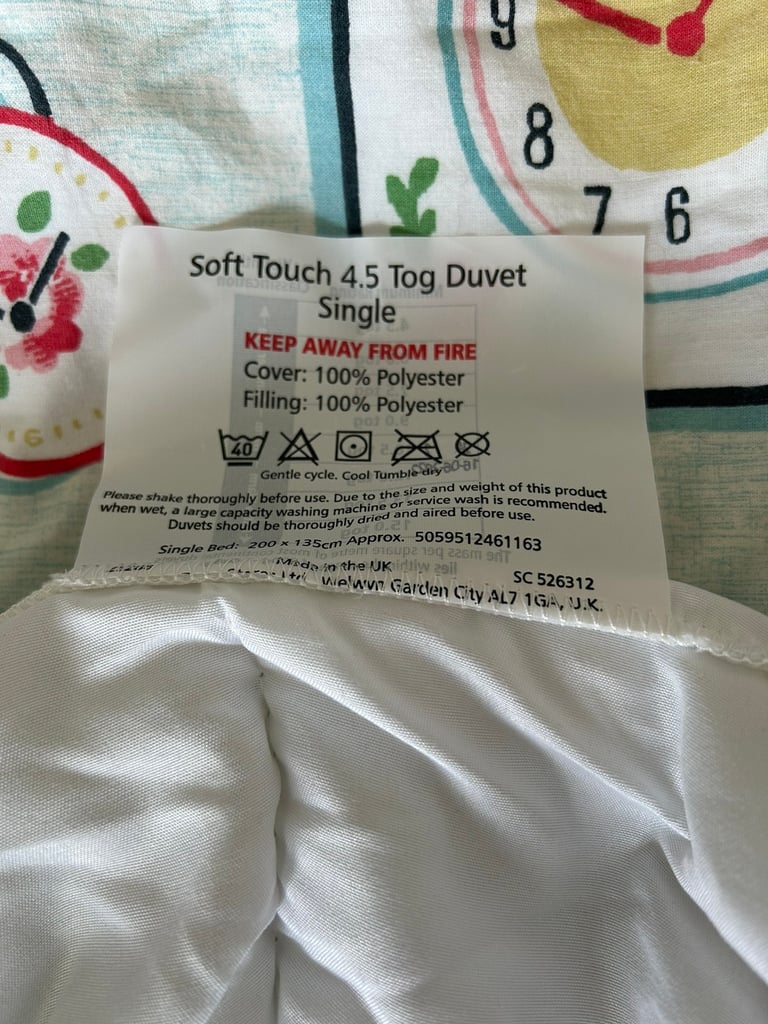 9
8
7 6
Soft Touch 4.5 Tog Duvet
Single
KEEP AWAY FROM FIRE
Cover: 100% Polyester
Filling: 100% Polyester
40
Gentle cycle. Cool Tumble dry
Please shake thoroughly before use. Due to the size and weight of this product
when wet, a large capacity washing machine or service wash is recommended.
Duvets should be thoroughly dried and aired before use.
Single Bed: 200 x 135cm Approx. 5059512461163
Made in the UK SC 526312
Stores Ltd, Welwyn Garden City AL7 1GA, U.K.
6